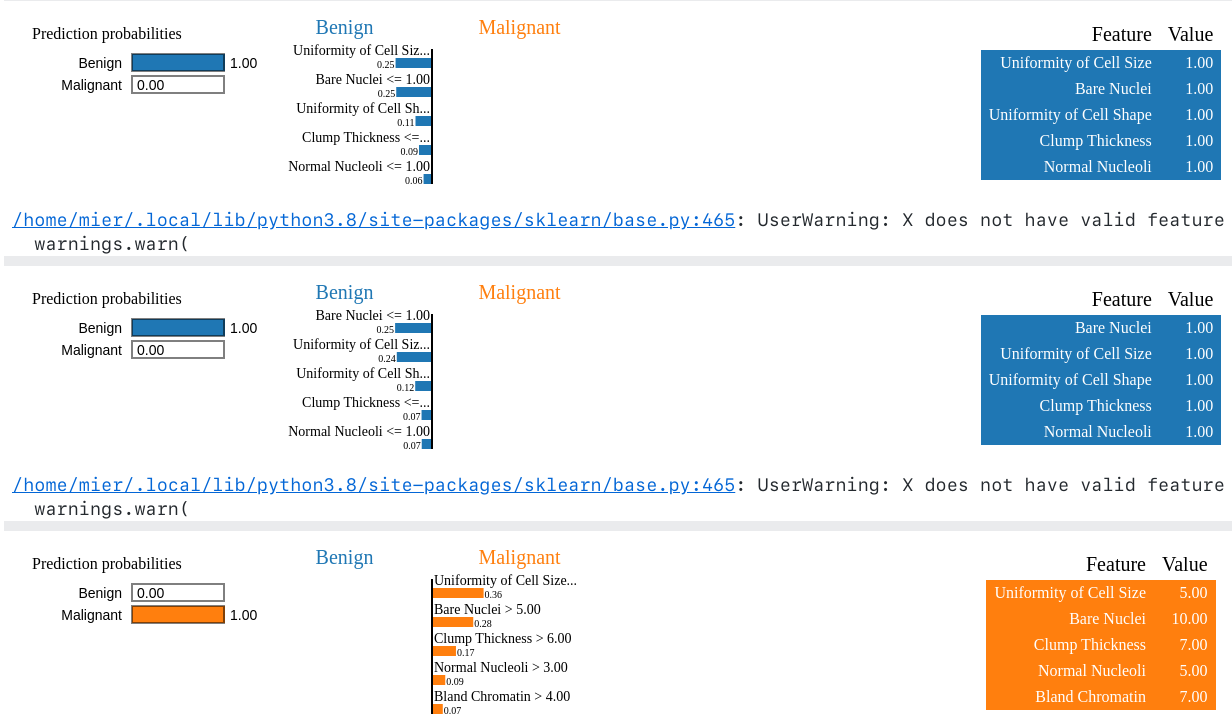 Prediction probabilities
Benign 1.00
Malignant 0.00
Benign Malignant
Uniformity of Cell Siz...
0.25
Bare Nuclei <= 1.00
0.25
Uniformity of Cell Sh...
0.11
Clump Thickness <=...
0.09
Normal Nucleoli <= 1.00
0.06
Feature Value
Uniformity of Cell Size 1.00
Bare Nuclei 1.00
Uniformity of Cell Shape 1.00
Clump Thickness 1.00
Normal Nucleoli 1.00
/home/mier/.local/lib/python3.8/site-packages/sklearn/base.py:465: UserWarning: X does not have valid feature
warnings.warn(
Prediction probabilities
Benign 1.00
Malignant 0.00
Benign Malignant
Bare Nuclei <= 1.00
0.25
Uniformity of Cell Siz...
0.24
Uniformity of Cell Sh...
0.12
Clump Thickness <=...
0.07
Normal Nucleoli <= 1.00
0.07
Feature Value
Bare Nuclei 1.00
Uniformity of Cell Size 1.00
Uniformity of Cell Shape 1.00
Clump Thickness 1.00
Normal Nucleoli 1.00
/home/mier/.local/lib/python3.8/site-packages/sklearn/base.py:465: UserWarning: X does not have valid feature
warnings.warn(
Prediction probabilities
Benign 0.00
Malignant 1.00
Benign Malignant
Uniformity of Cell Size...
0.36
Bare Nuclei > 5.00
0.28
Clump Thickness > 6.00
0.17
Normal Nucleoli > 3.00
0.09
Bland Chromatin > 4.00
0.07
Feature Value
Uniformity of Cell Size 5.00
Bare Nuclei 10.00
Clump Thickness 7.00
Normal Nucleoli 5.00
Bland Chromatin 7.00